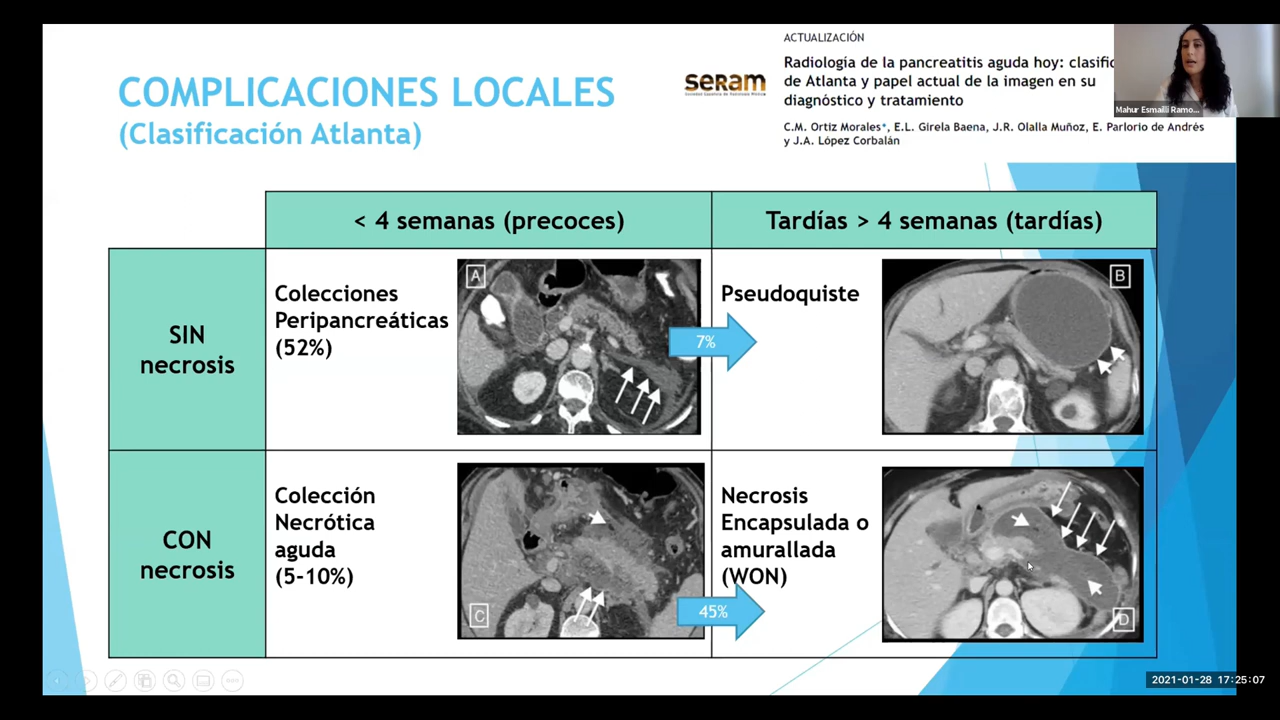 COMPLICACIONES LOCALES
(Clasificación Atlanta)
seram
ACTUALIZACIÓN
Radiología de la pancreatitis aguda hoy: clasific
de Atlanta y papel actual de la imagen en su
diagnóstico y tratamiento
C.M. Ortiz Morales*, E.L. Girela Baena, J.R. Olalla Muñoz, E. Parlorio de Andrés
y J.A. López Corbalán
Mahur Esmailli Ramo...
< 4 semanas (precoces)
Tardías > 4 semanas (tardías)
SIN
necrosis
Colecciones
Peripancreáticas
(52%)
A
7%
Pseudoquiste
B
CON
necrosis
Colección
Necrótica
aguda
(5-10%)
C
45%
Necrosis
Encapsulada o
amurallada
(WON)
D
2021-01-28 17:25:07